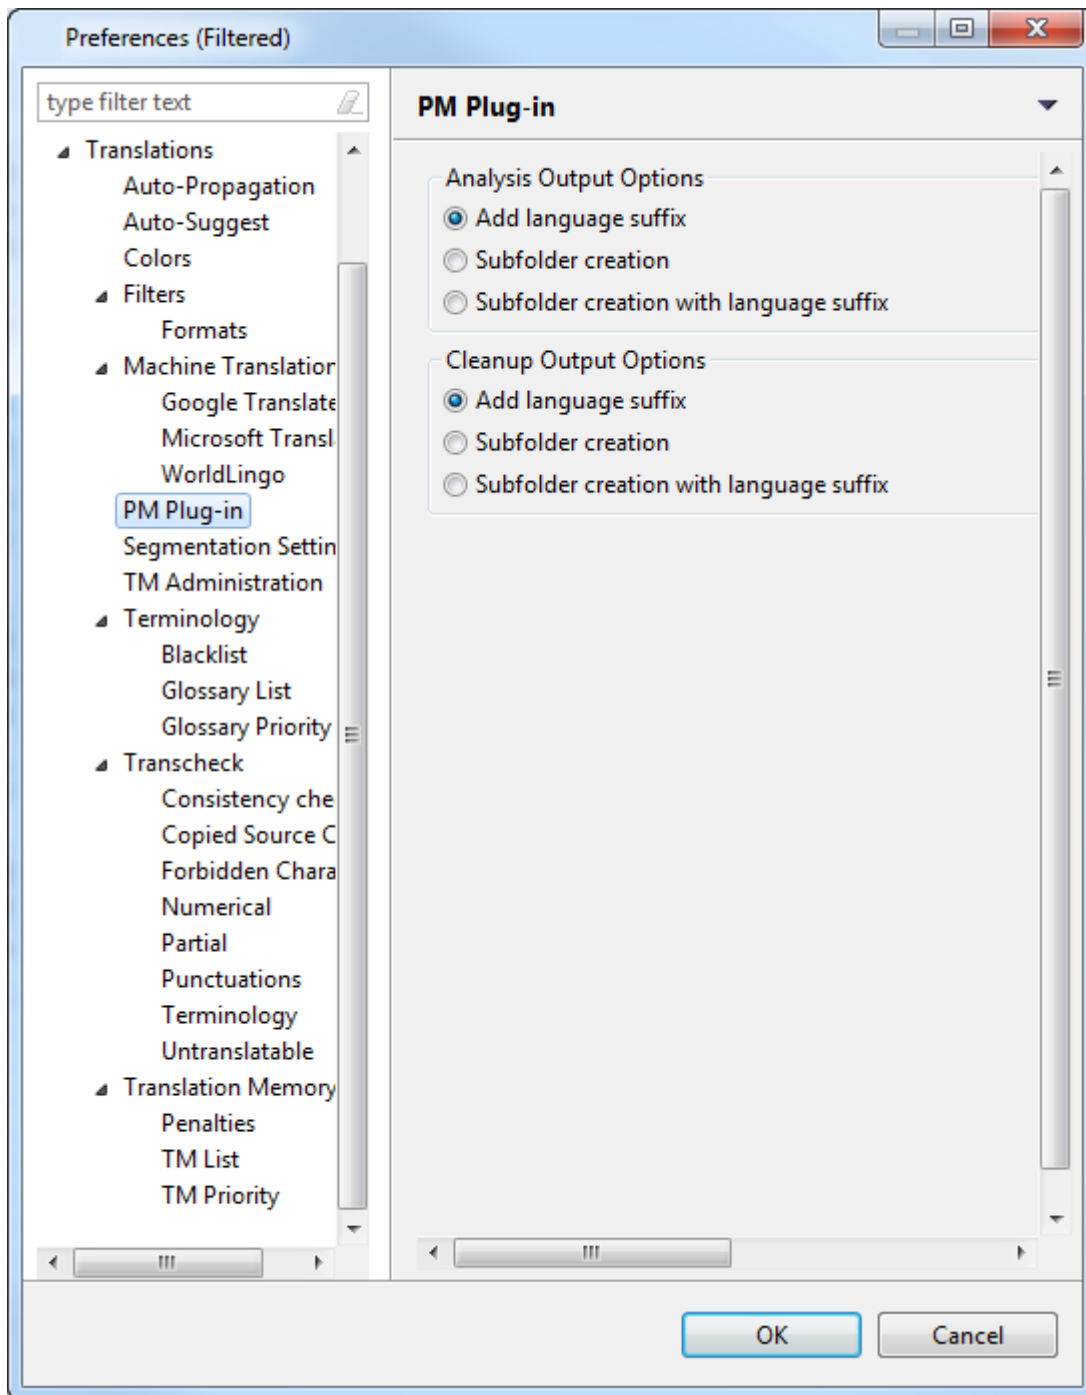 Preferences (Filtered)
type filter text
Translations
Auto-Propagation
Auto-Suggest
Colors
Filters
Formats
Machine Translation
Google Translate
Microsoft Transl
WorldLingo
PM Plug-in
Segmentation Settin
TM Administration
Terminology
Blacklist
Glossary List
Glossary Priority
Transcheck
Consistency che
Copied Source C
Forbidden Chara
Numerical
Partial
Punctuations
Terminology
Untranslatable
Translation Memory
Penalties
TM List
TM Priority
PM Plug-in
Analysis Output Options
Add language suffix
Subfolder creation
Subfolder creation with language suffix
Cleanup Output Options
Add language suffix
Subfolder creation
Subfolder creation with language suffix
OK
Cancel